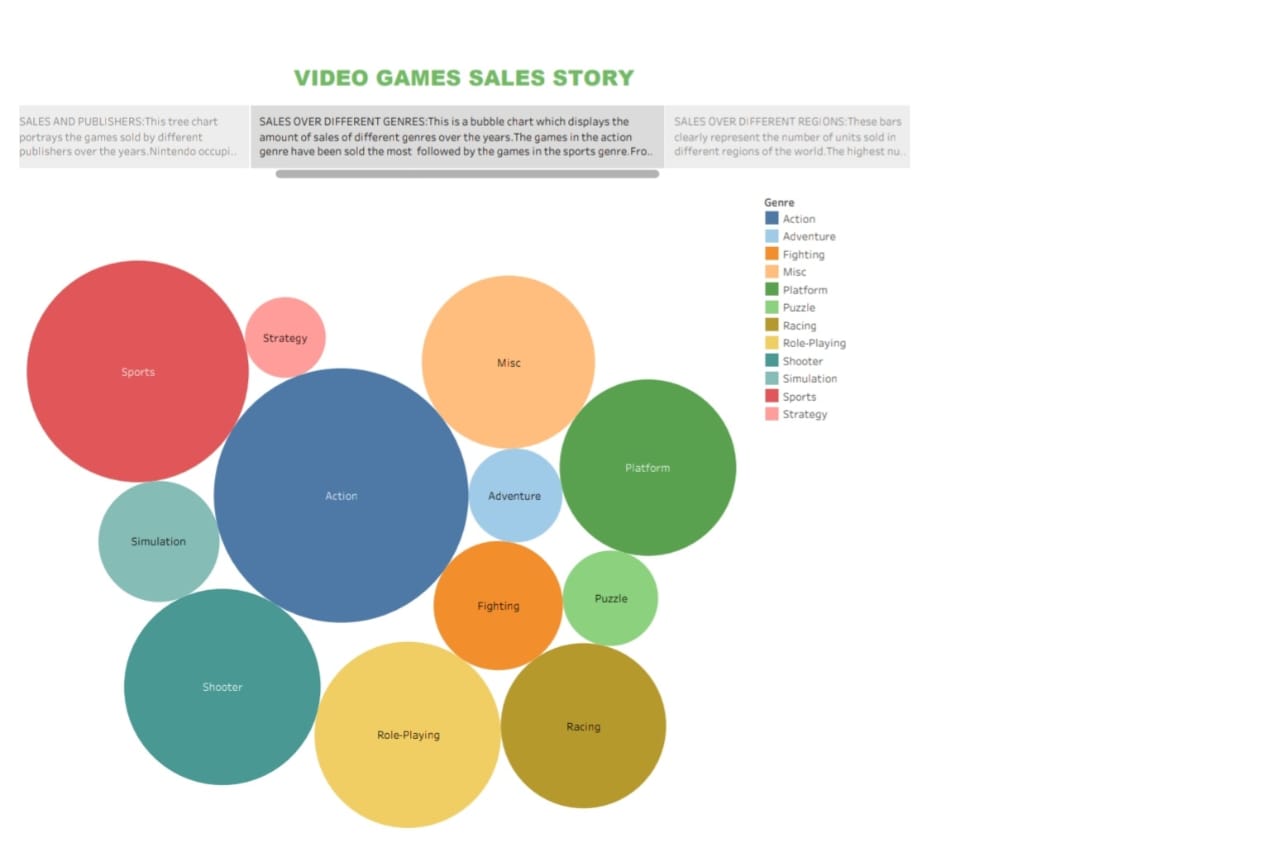 VIDEO GAMES SALES STORY
SALES AND PUBLISHERS:This tree chart
portrays the games sold by different
publishers over the years.Nintendo occupi..
SALES OVER DIFFERENT GENRES:This is a bubble chart which displays the
amount of sales of different genres over the years.The games in the action
genre have been sold the most followed by the games in the sports genre.Fro..
SALES OVER DIFFERENT REGIONS:These bars
clearly represent the number of units sold in
different regions of the world.The highest nu..
Genre
Action
Adventure
Fighting
Misc
Platform
Puzzle
Racing
Role-Playing
Shooter
Simulation
Sports
Strategy
Strategy
Misc
Sports
Platform
Action
Adventure
Simulation
Puzzle
Fighting
Shooter
Racing
Role-Playing